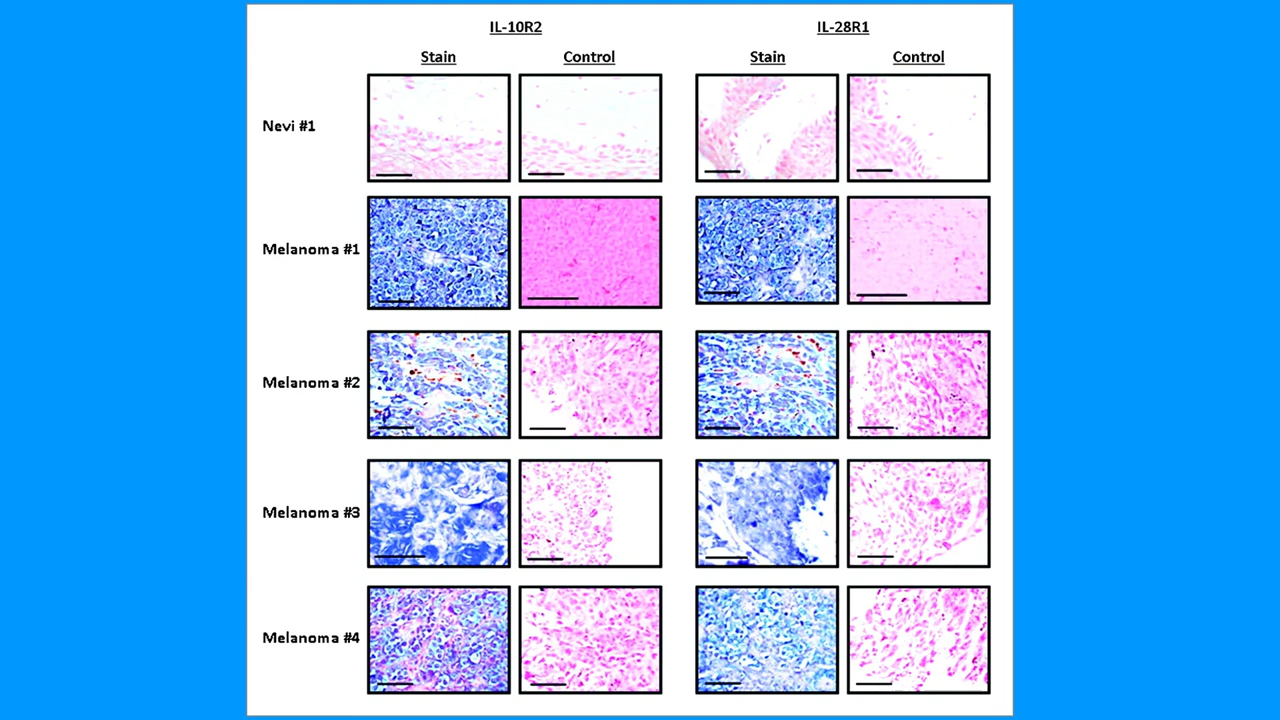 IL-10R2 IL-28R1
Stain Control Stain Control
Nevi #1
Melanoma #1
Melanoma #2
Melanoma #3
Melanoma #4